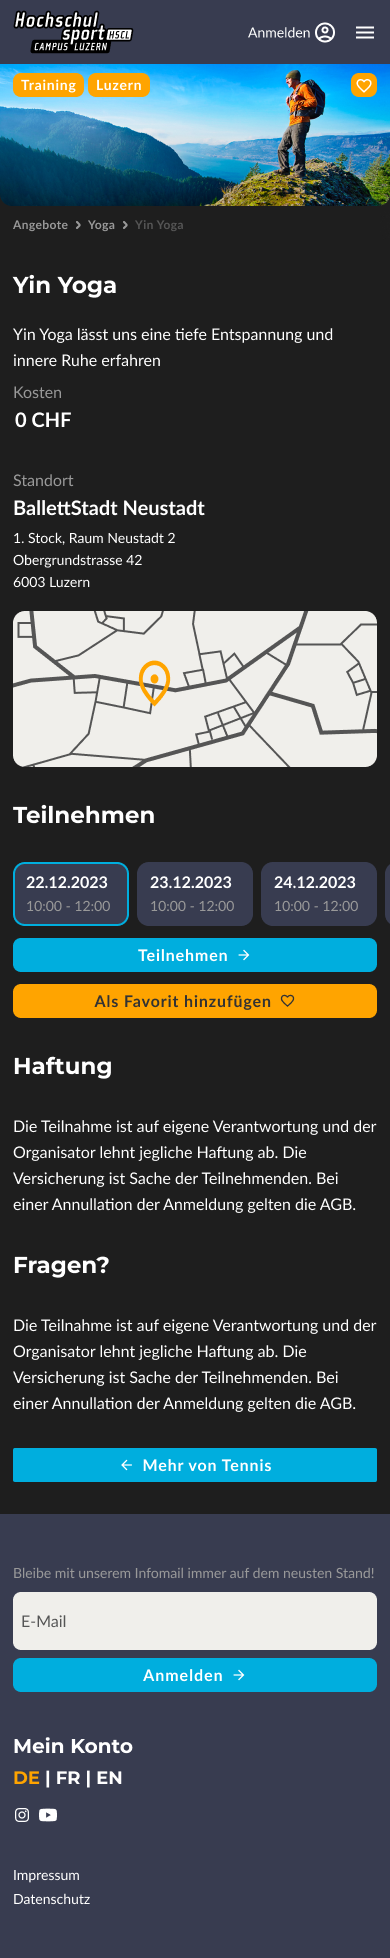 Hochschul
sport HSCL
CAMPUS LUZERN
Anmelden
Training Luzern
Angebote Yoga Yin Yoga
Yin Yoga
Yin Yoga lässt uns eine tiefe Entspannung und
innere Ruhe erfahren
Kosten
0 CHF
Standort
BallettStadt Neustadt
1. Stock, Raum Neustadt 2
Obergrundstrasse 42
6003 Luzern
Teilnehmen
22.12.2023 23.12.2023 24.12.2023
10:00 - 12:00 10:00 - 12:00 10:00 - 12:00
Teilnehmen
Als Favorit hinzufügen
Haftung
Die Teilnahme ist auf eigene Verantwortung und der
Organisator lehnt jegliche Haftung ab. Die
Versicherung ist Sache der Teilnehmenden. Bei
einer Annullation der Anmeldung gelten die AGB.
Fragen?
Die Teilnahme ist auf eigene Verantwortung und der
Organisator lehnt jegliche Haftung ab. Die
Versicherung ist Sache der Teilnehmenden. Bei
einer Annullation der Anmeldung gelten die AGB.
Mehr von Tennis
Bleibe mit unserem Infomail immer auf dem neusten Stand!
E-Mail
Anmelden
Mein Konto
DE | FR | EN
Impressum
Datenschutz